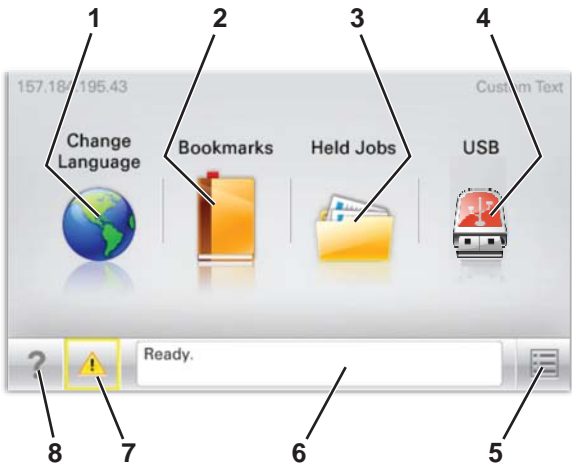 1 2 3 4
157.184.195.43 Custom Text
Change
Language
Bookmarks
Held Jobs
USB
? Ready.
8 7 6 5